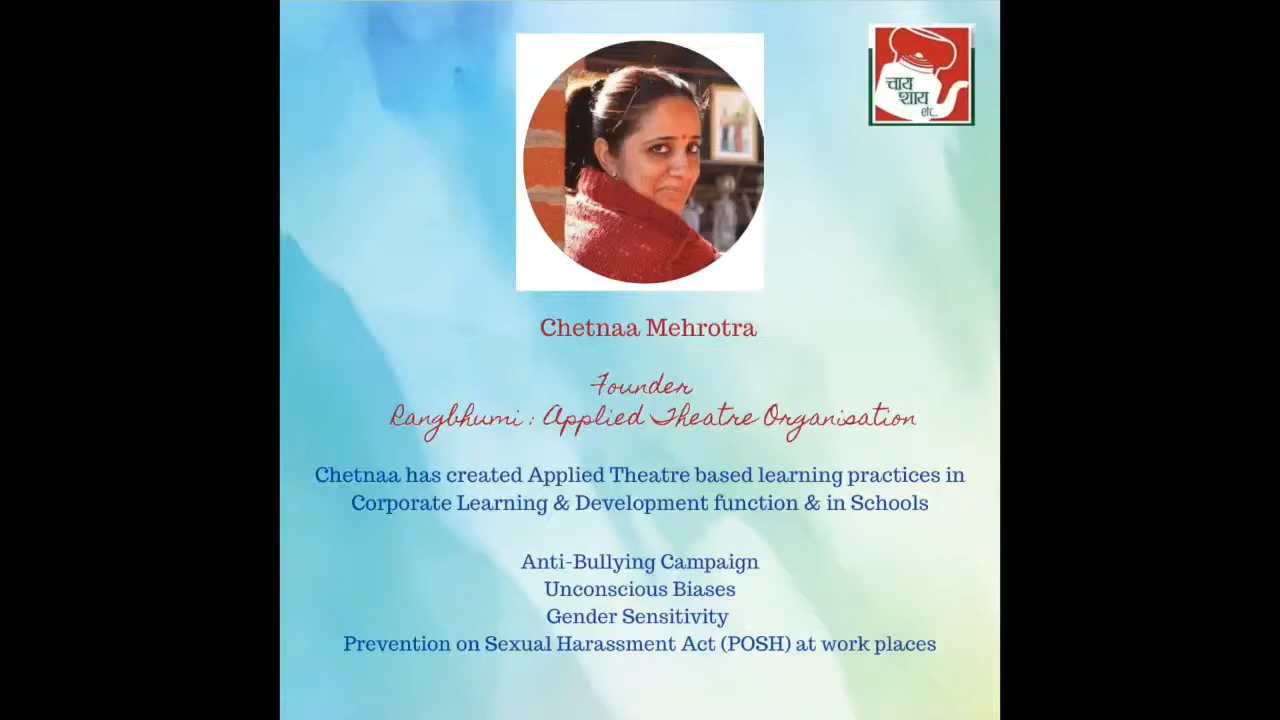 चाय
शाय
etc..
Chetnaa Mehrotra
Founder
Rangbhumi : Applied Theatre Organisation
Chetnaa has created Applied Theatre based learning practices in
Corporate Learning & Development function & in Schools
Anti-Bullying Campaign
Unconscious Biases
Gender Sensitivity
Prevention on Sexual Harassment Act (POSH) at work places